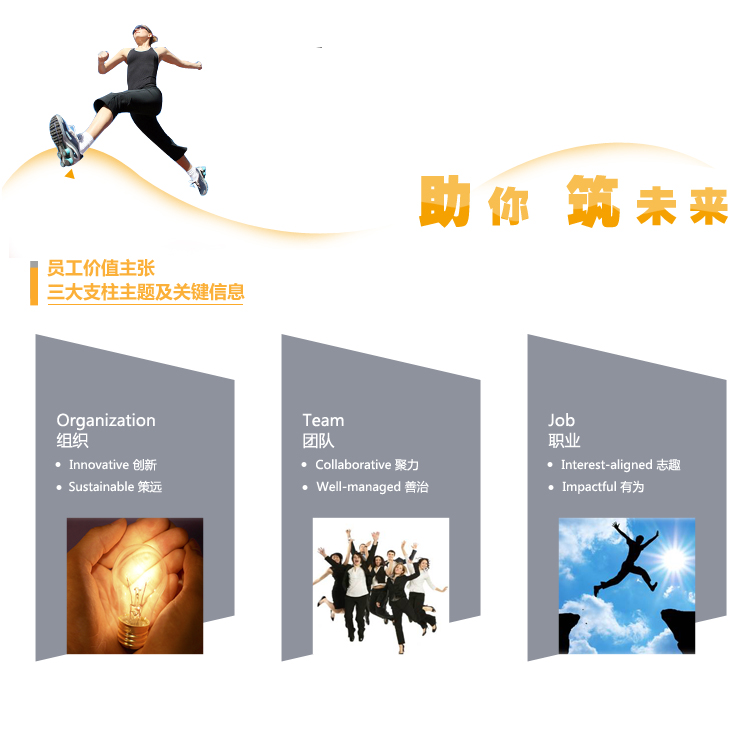 助你 筑未来
员工价值主张
三大支柱主题及关键信息
Organization
组织
• Innovative 创新
• Sustainable 策远
Team
团队
• Collaborative 聚力
• Well-managed 善治
Job
职业
• Interest-aligned 志趣
• Impactful 有为